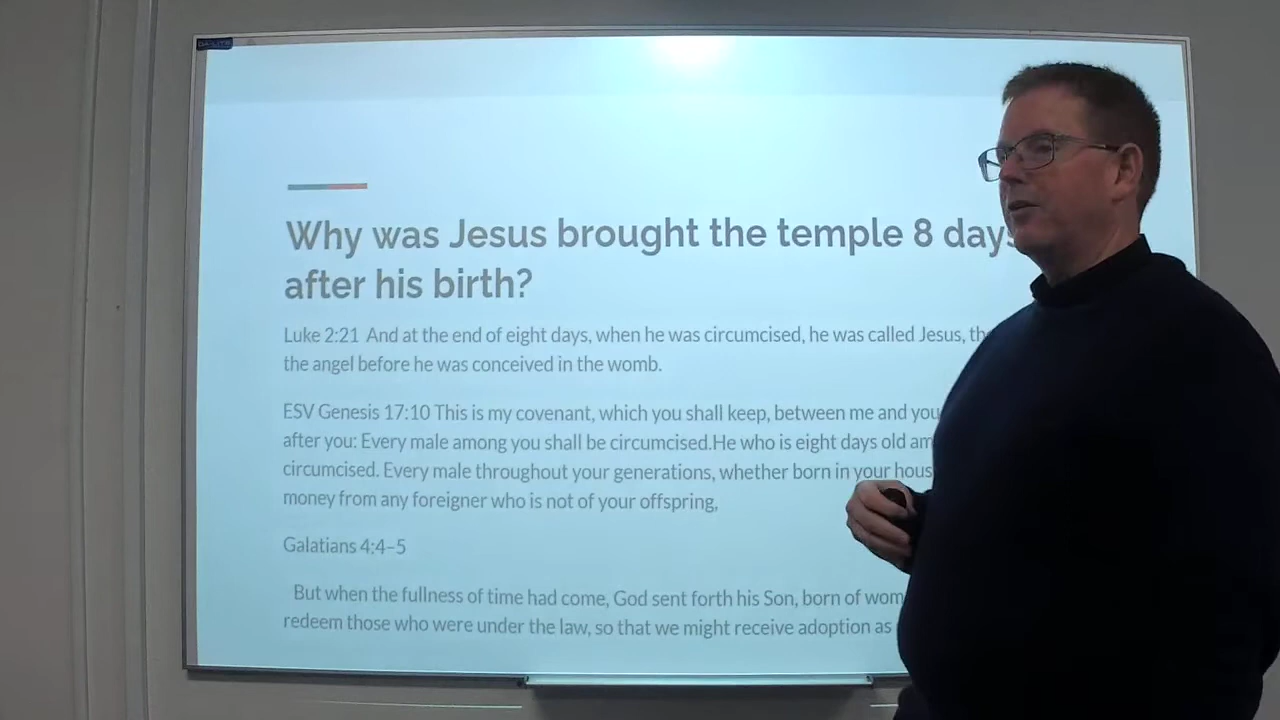 DA-LITE
Why was Jesus brought the temple 8 days
after his birth?
Luke 2:21 And at the end of eight days, when he was circumcised, he was called Jesus,
the angel before he was conceived in the womb.
ESV Genesis 17:10 This is my covenant, which you shall keep, between me and you
after you: Every male among you shall be circumcised.He who is eight days old
circumcised. Every male throughout your generations, whether born in your
money from any foreigner who is not of your offspring,
Galatians 4:4–5
But when the fullness of time had come, God sent forth his Son, born of
redeem those who were under the law, so that we might receive adoption as